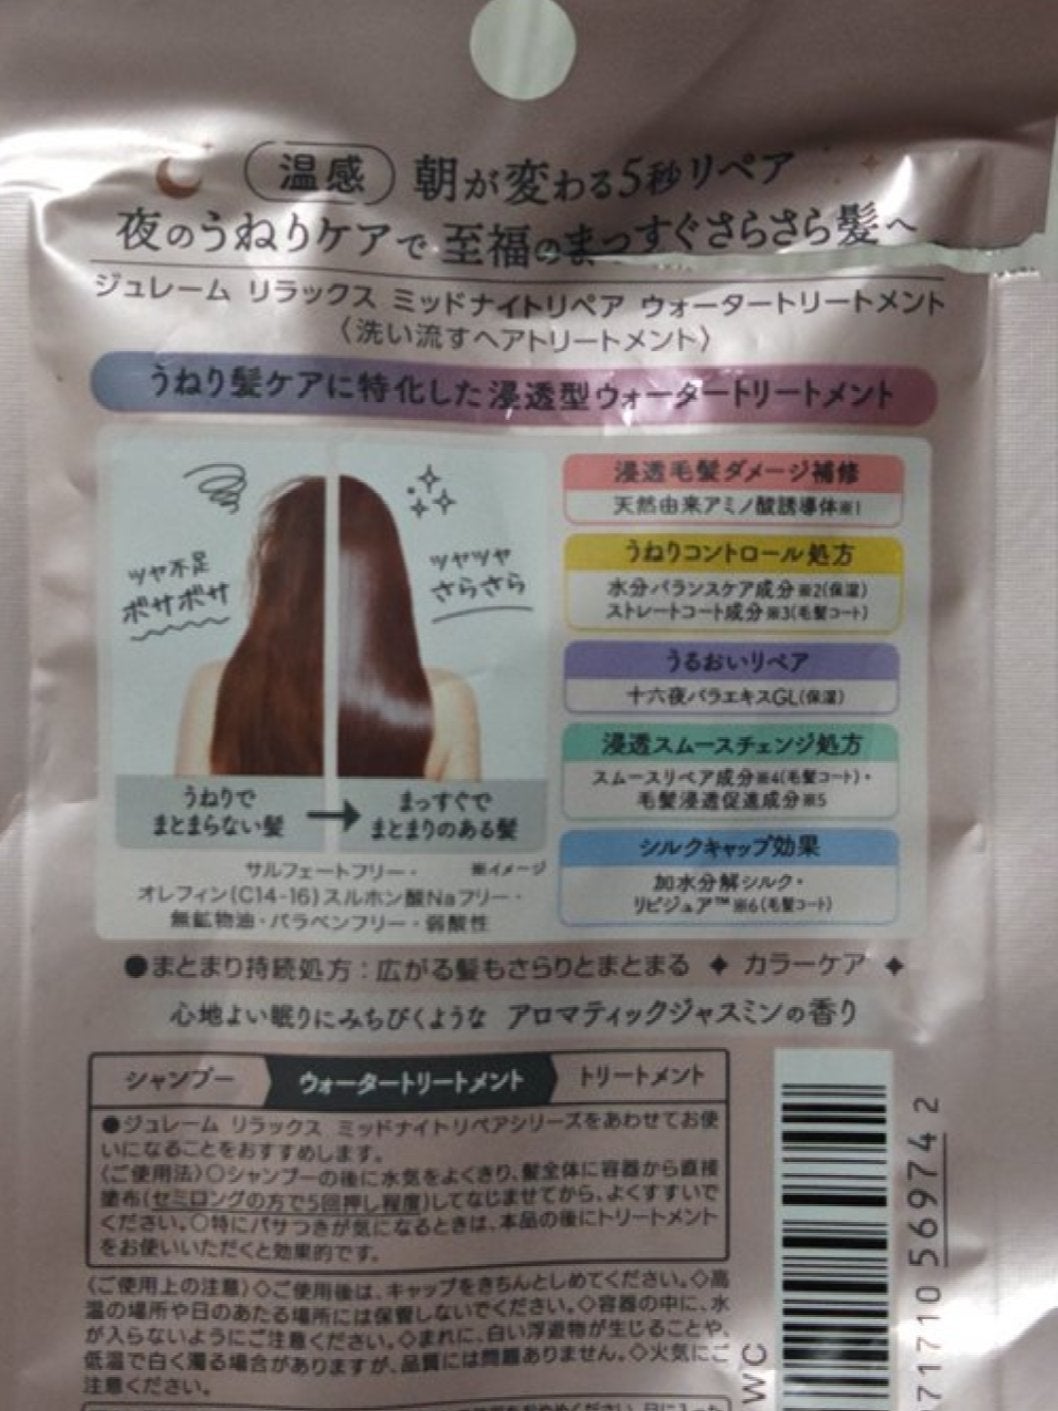 温感 朝が変わる5秒リペア
夜のうねりケアで 至福のまっすぐさらさら髪へ
ジュレーム リラックス ミッドナイトリペア ウォータートリートメント
〈洗い流すヘアトリートメント〉
うねり髪ケアに特化した浸透型ウォータートリートメント
ツヤ不足
ボサボサ
ツヤツヤ
さらさら
うねりで
まとまらない髪
まっすぐで
まとまりのある髪
※イメージ
サルフェートフリー・
オレフィン(C14-16)スルホン酸Naフリー・
無鉱物油・パラベンフリー・弱酸性
浸透毛髪ダメージ補修
天然由来アミノ酸誘導体※1
うねりコントロール処方
水分バランスケア成分※2(保湿)
ストレートコート成分※3(毛髪コート)
うるおいリペア
十六夜バラエキスGL(保湿)
浸透スムースチェンジ処方
スムースリペア成分※4(毛髪コート)・
毛髪浸透促進成分※5
シルクキャップ効果
加水分解シルク・
リピジュア™※6(毛髪コート)
●まとまり持続処方：広がる髪もさらりとまとまる ✦ カラーケア ✦
心地よい眠りにみちびくような アロマティックジャスミンの香り
シャンプー ウォータートリートメント トリートメント
●ジュレーム リラックス ミッドナイトリペアシリーズをあわせてお使
いになることをおすすめします。
〈ご使用法〉○シャンプーの後に水気をよくきり、髪全体に容器から直接
塗布(セミロングの方で5回押し程度)してなじませてから、よくすすいで
ください。○特にパサつきが気になるときは、本品の後にトリートメント
をお使いいただくと効果的です。
〈ご使用上の注意〉◇ご使用後は、キャップをきちんとしめてください。◇高
温の場所や日のあたる場所には保管しないでください。◇容器の中に、水
が入らないようにご注意ください。◇まれに、白い浮遊物が生じることや、
低温で白く濁る場合がありますが、品質には問題ありません。◇火気にご
注意ください。
WC
71710 569742